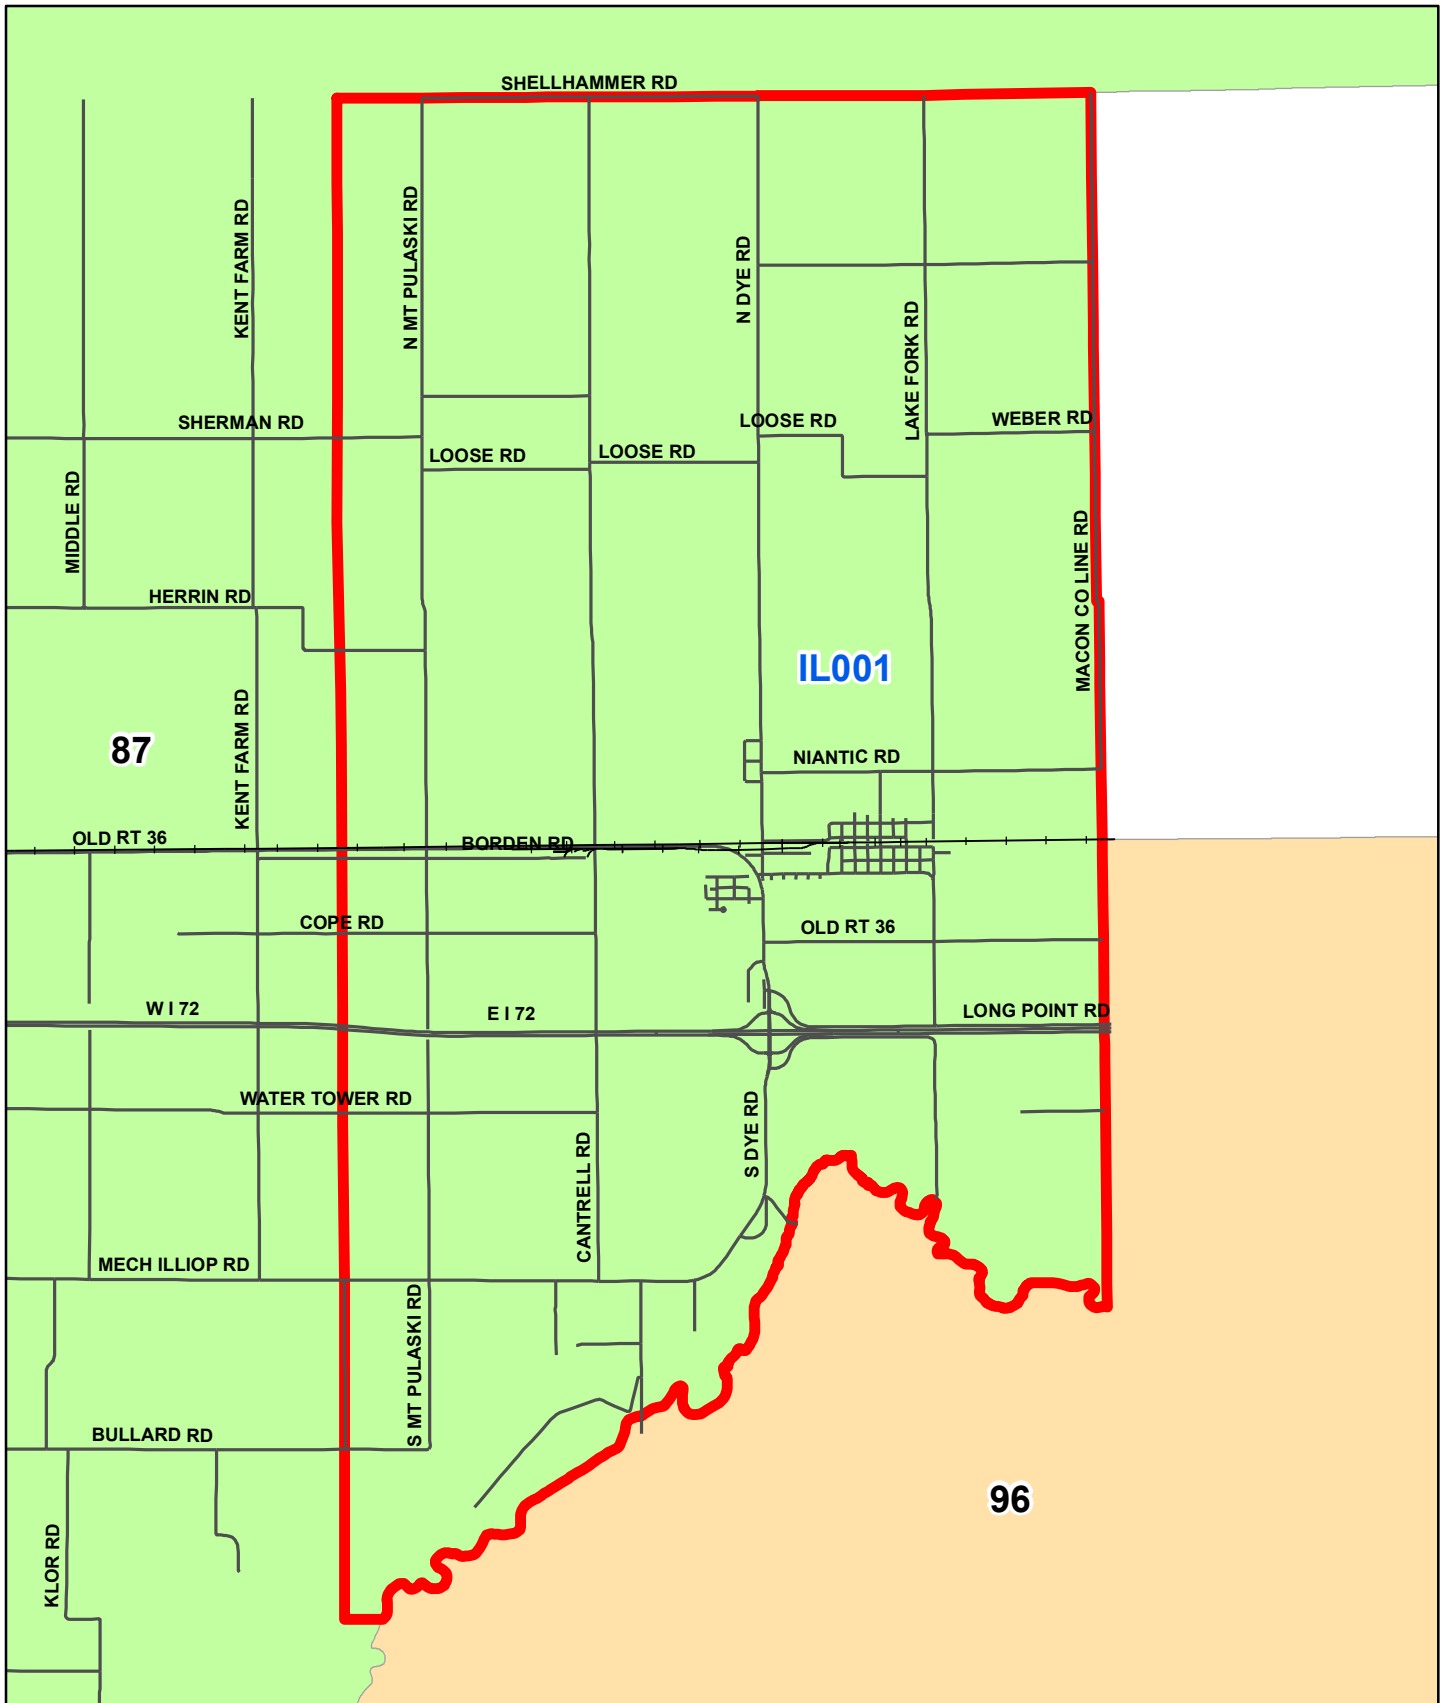 SHELLHAMMER RD
N MT PULASKI RD
KENT FARM RD
N DYE RD
LAKE FORK RD
SHERMAN RD
LOOSE RD
WEBER RD
LOOSE RD
LOOSE RD
MIDDLE RD
MACON CO LINE RD
HERRIN RD
IL001
87
KENT FARM RD
NIANTIC RD
OLD RT 36
BORDEN RD
COPE RD
OLD RT 36
W I 72
E I 72
LONG POINT RD
WATER TOWER RD
S DYE RD
CANTRELL RD
MECH ILLIOP RD
S MT PULASKI RD
BULLARD RD
96
KLOR RD